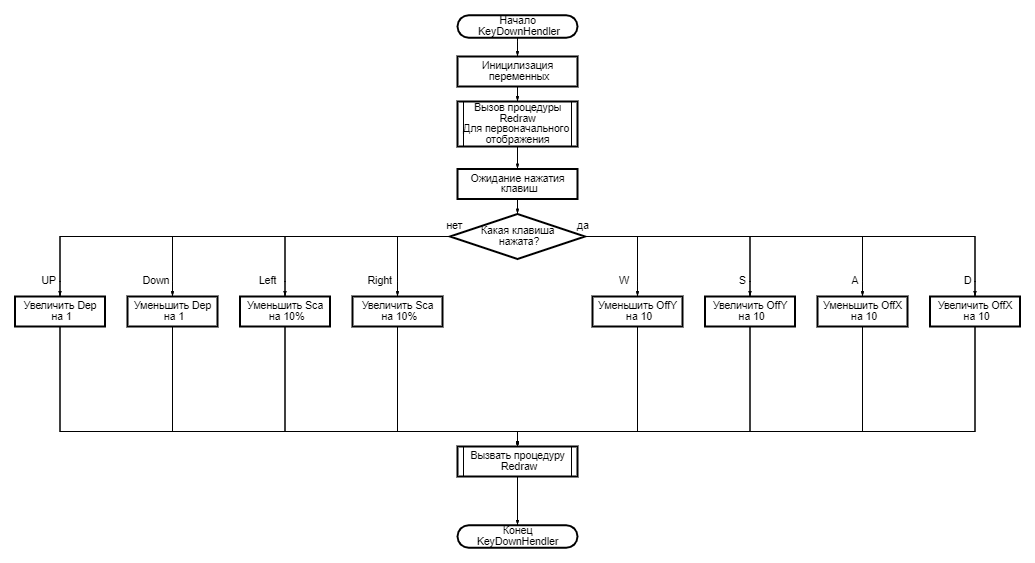 Начало
KeyDownHendler
Иницилизация
переменных
Вызов процедуры
Redraw
Для первоначального
отображения
Ожидание нажатия
клавиш
нет
Какая клавиша
нажата?
да
UP
Down
Left
Right
W
S
A
D
Увеличить Dep
на 1
Уменьшить Dep
на 1
Уменьшить Sca
на 10%
Увеличить Sca
на 10%
Уменьшить OffY
на 10
Увеличить OffY
на 10
Уменьшить OffX
на 10
Увеличить OffX
на 10
Вызвать процедуру
Redraw
Конец
KeyDownHendler